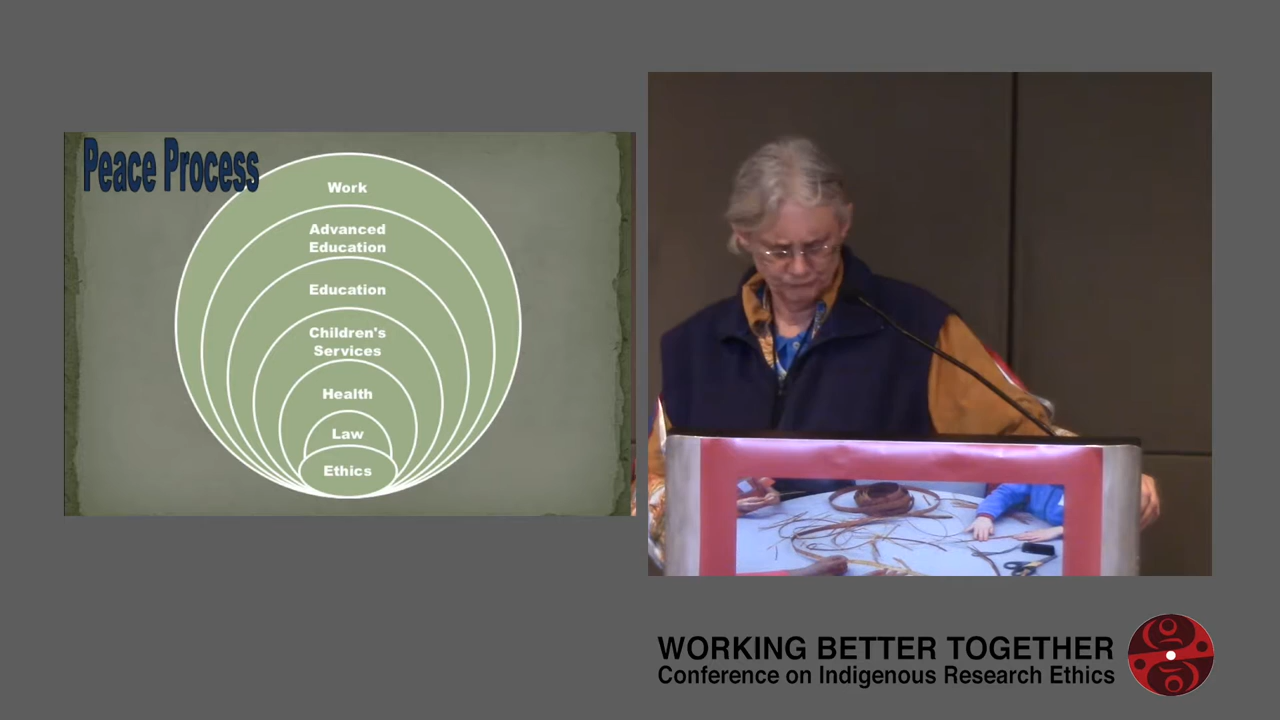 Peace Process
Work
Advanced
Education
Education
Children's
Services
Health
Law
Ethics
WORKING BETTER TOGETHER
Conference on Indigenous Research Ethics